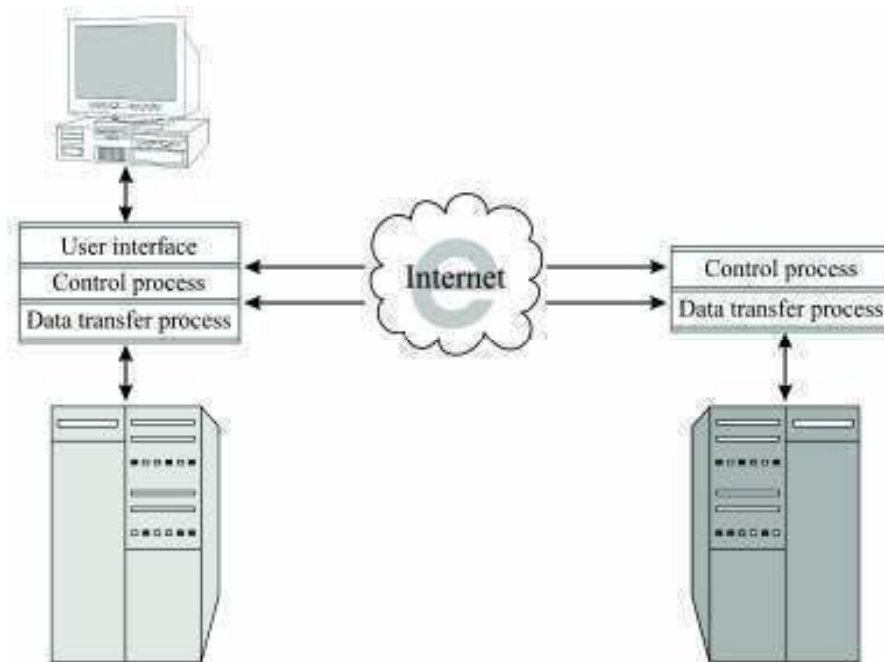 User interface
Control process
Data transfer process
Internet
Control process
Data transfer process